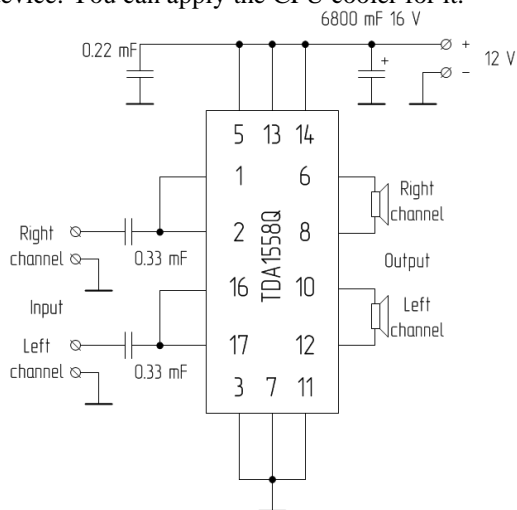 device. You can apply the CPU cooler for it.
6800 mF 16 V
0.22 mF
+
+
12 V
-
5 13 14
1 6
Right
channel
2 8
Right
channel
0.33 mF
TDA1558Q
Output
16 10
Input
Left
channel
17 12
Left
channel
0.33 mF
3 7 11